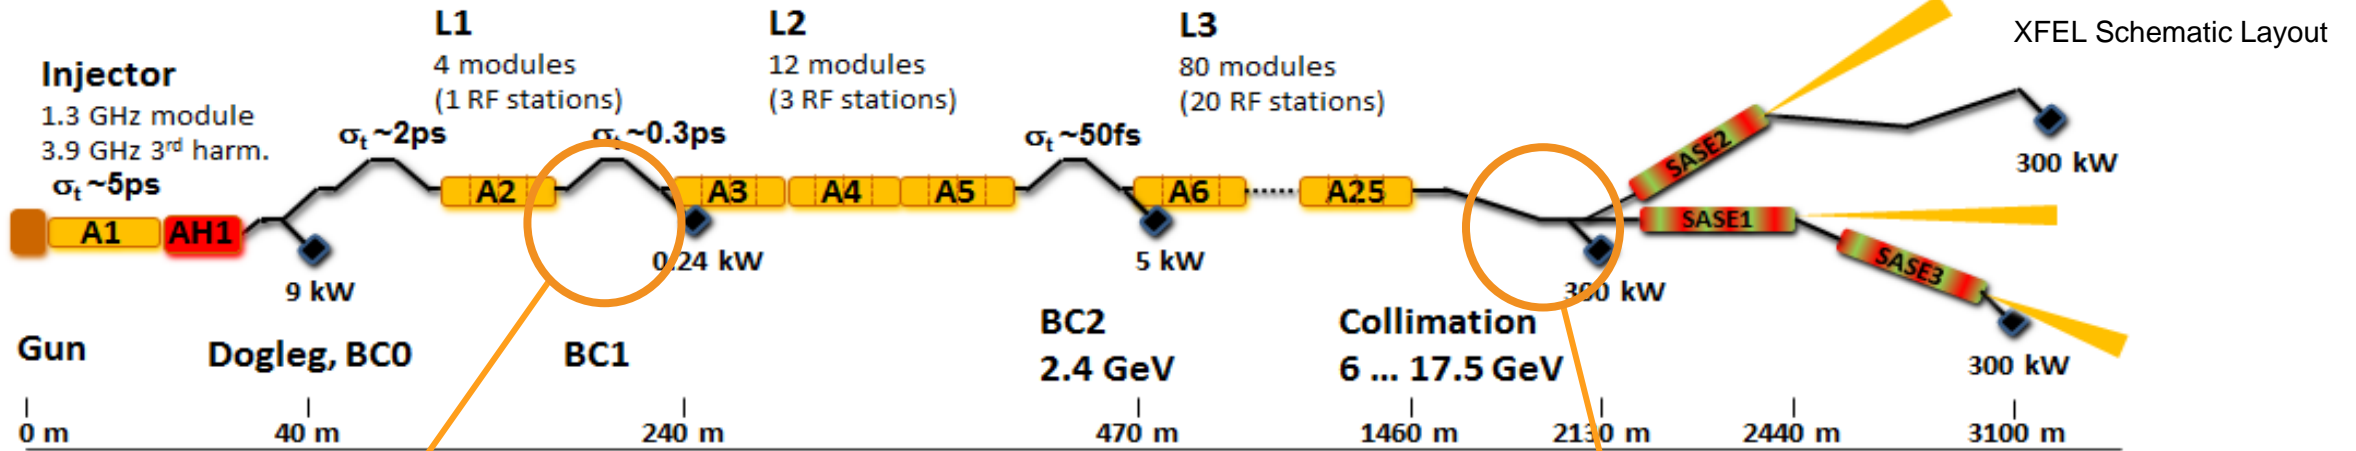 XFEL Schematic Layout
Injector
1.3 GHz module
3.9 GHz 3rd harm.
σt ~5ps
L1
4 modules
(1 RF stations)
L2
12 modules
(3 RF stations)
L3
80 modules
(20 RF stations)
σt ~2ps
σt ~0.3ps
σt ~50fs
A1
AH1
A2
A3
A4
A5
A6
A25
SASE2
SASE1
SASE3
9 kW
0.24 kW
5 kW
300 kW
300 kW
300 kW
Gun
Dogleg, BC0
BC1
BC2
2.4 GeV
Collimation
6 ... 17.5 GeV
0 m
40 m
240 m
470 m
1460 m
2130 m
2440 m
3100 m